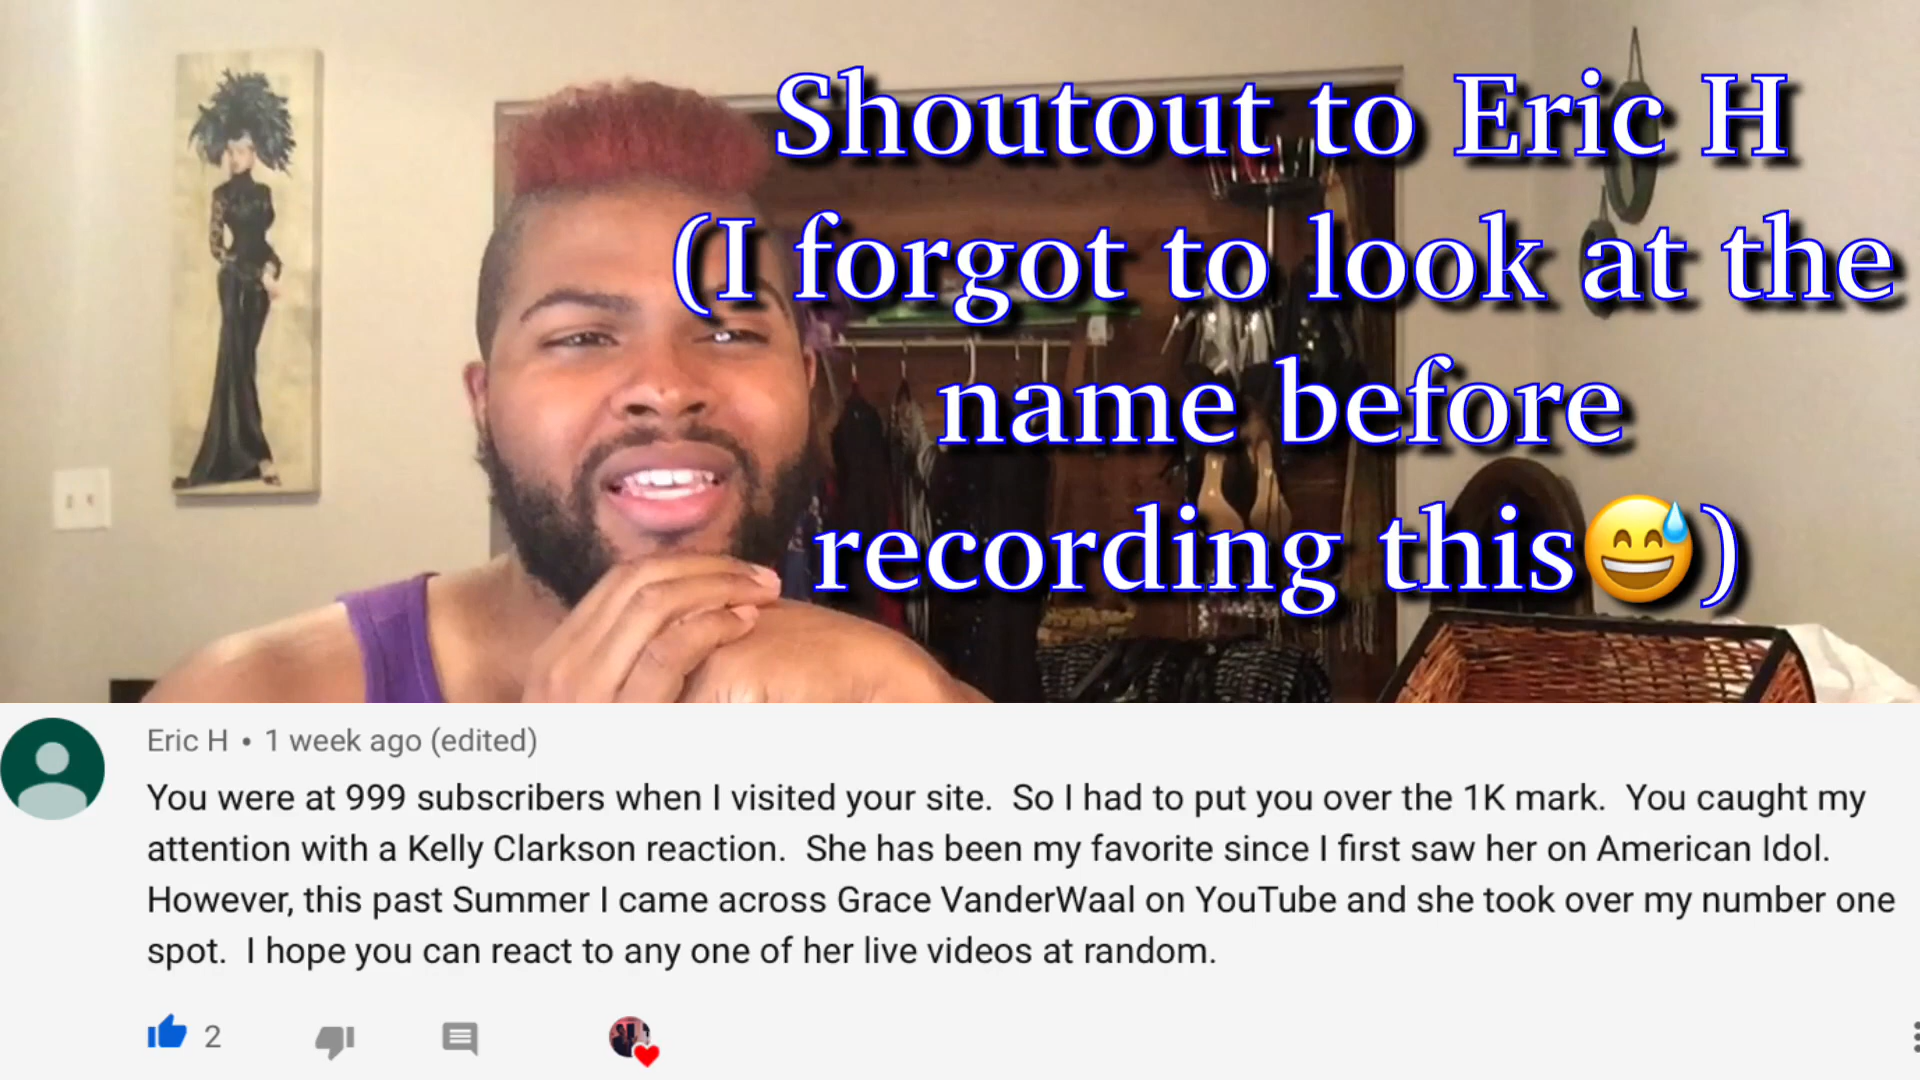 Shoutout to Eric H
(I forgot to look at the
name before
recording this😅)
Eric H • 1 week ago (edited)
You were at 999 subscribers when I visited your site.  So I had to put you over the 1K mark.  You caught my
attention with a Kelly Clarkson reaction.  She has been my favorite since I first saw her on American Idol.
However, this past Summer I came across Grace VanderWaal on YouTube and she took over my number one
spot.  I hope you can react to any one of her live videos at random.
2